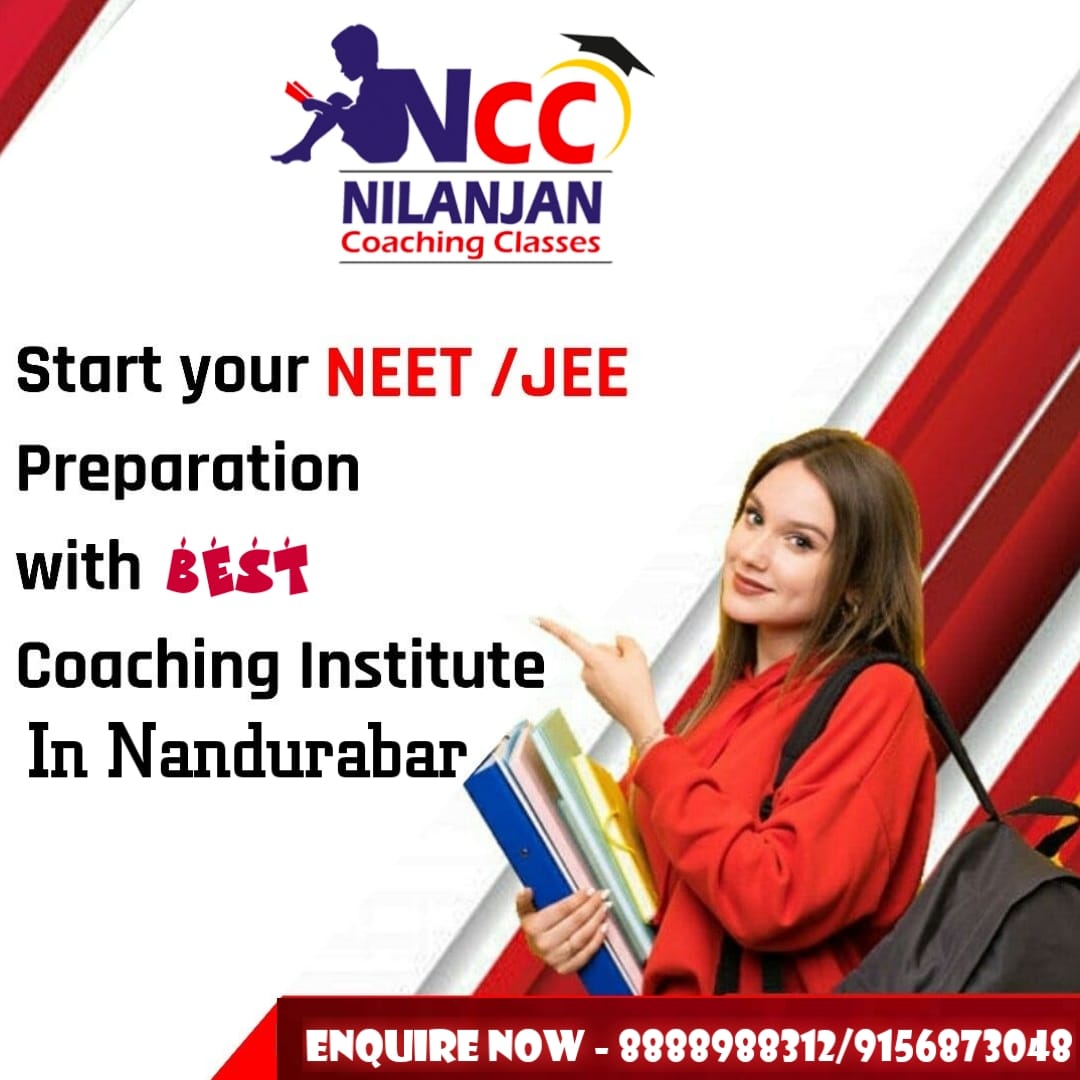 NCC
NILANJAN
Coaching Classes
Start your NEET /JEE
Preparation
with BEST
Coaching Institute
In Nandurabar
ENQUIRE NOW - 8888988312/9156873048